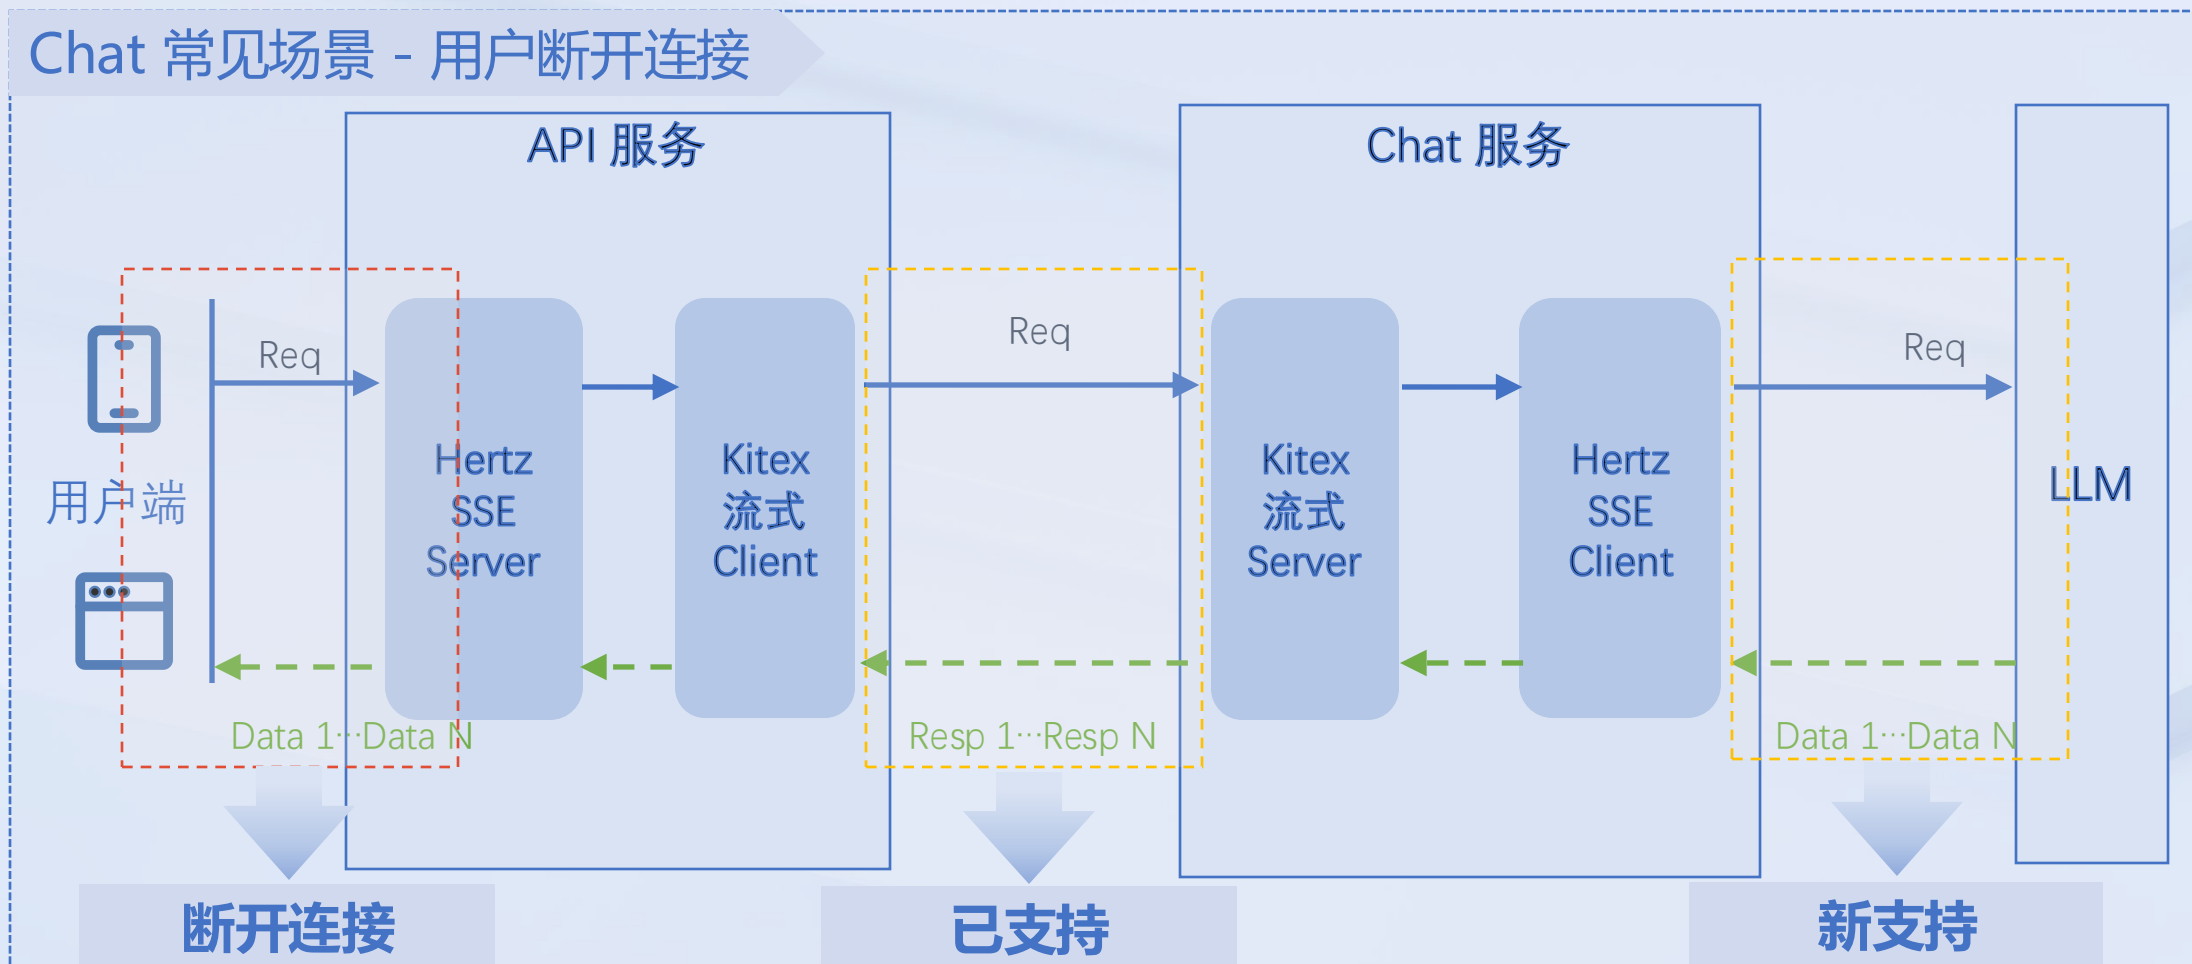 Chat 常见场景 - 用户断开连接
API 服务
Chat 服务
Req
Req
Req
用户端
Hertz
SSE
Server
Kitex
流式
Client
Kitex
流式
Server
Hertz
SSE
Client
LLM
Data 1…Data N
Resp 1…Resp N
Data 1…Data N
断开连接
已支持
新支持